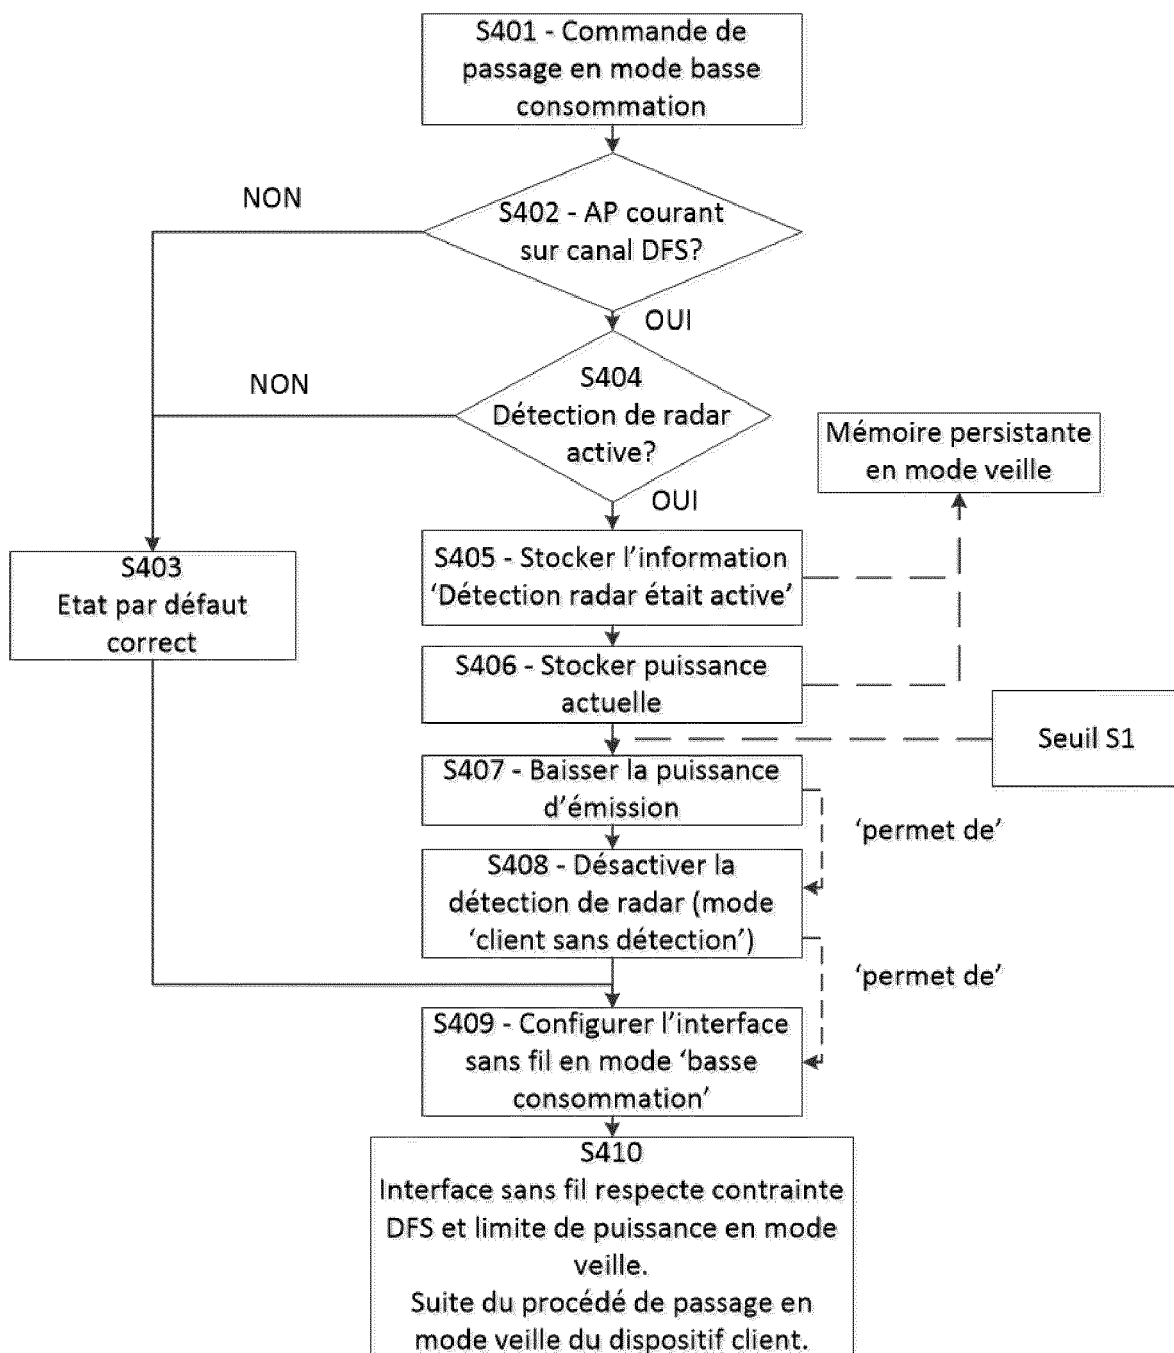 S401 - Commande de
passage en mode basse
consommation
NON
S402 - AP courant
sur canal DFS?
OUI
NON
S404
Détection de radar
active?
OUI
Mémoire persistante
en mode veille
S403
Etat par défaut
correct
S405 - Stocker l'information
'Détection radar était active'
S406 - Stocker puissance
actuelle
Seuil S1
S407 - Baisser la puissance
d'émission
'permet de'
S408 - Désactiver la
détection de radar (mode
'client sans détection')
'permet de'
S409 - Configurer l'interface
sans fil en mode 'basse
consommation'
S410
Interface sans fil respecte contrainte
DFS et limite de puissance en mode
veille.
Suite du procédé de passage en
mode veille du dispositif client.